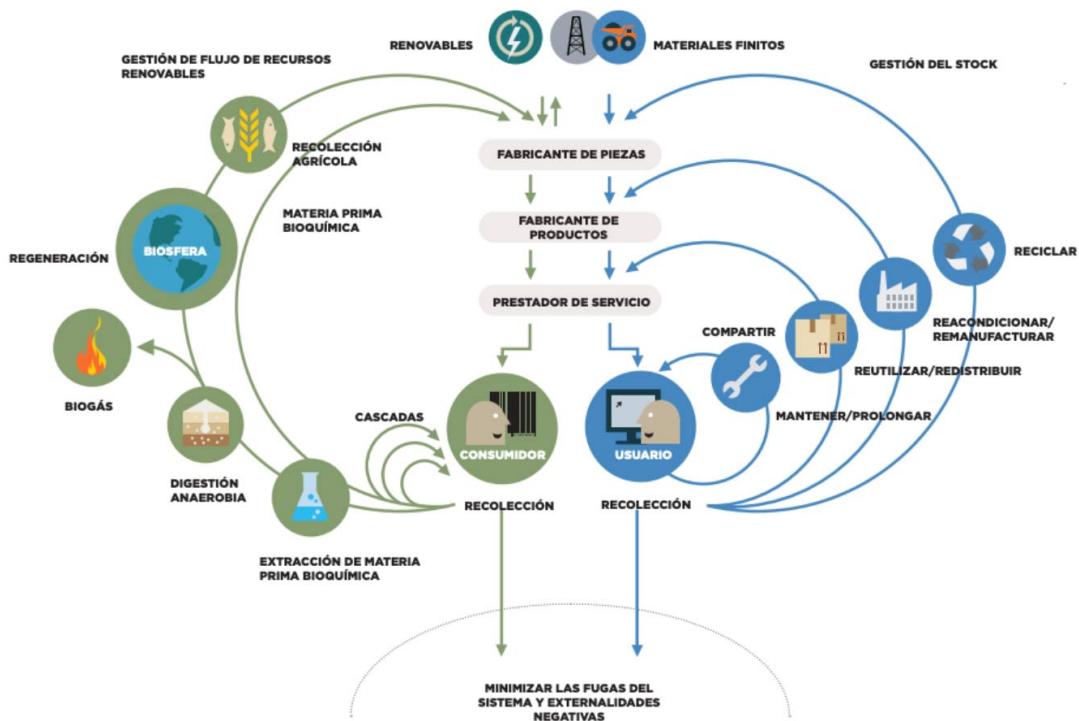 RENOVABLES
MATERIALES FINITOS
GESTIÓN DE FLUJO DE RECURSOS
RENOVABLES
GESTIÓN DEL STOCK
RECOLECCIÓN
AGRÍCOLA
FABRICANTE DE PIEZAS
MATERIA PRIMA
BIOQUÍMICA
FABRICANTE DE
PRODUCTOS
REGENERACIÓN
BIOSFERA
RECICLAR
PRESTADOR DE SERVICIO
COMPARTIR
REACONDICIONAR/
REMANUFACTURAR
REUTILIZAR/REDISTRIBUIR
BIOGÁS
CASCADAS
MANTENER/PROLONGAR
CONSUMIDOR
USUARIO
DIGESTIÓN
ANAEROBIA
RECOLECCIÓN
RECOLECCIÓN
EXTRACCIÓN DE MATERIA
PRIMA BIOQUÍMICA
MINIMIZAR LAS FUGAS DEL
SISTEMA Y EXTERNALIDADES
NEGATIVAS